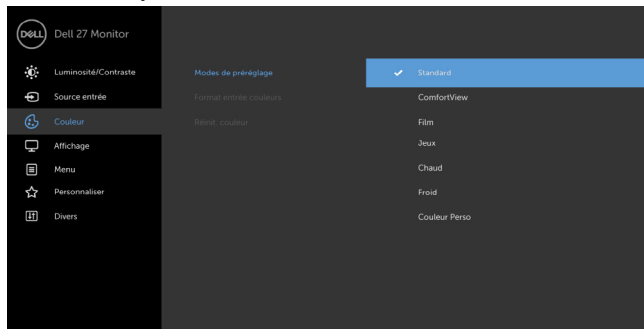 DELL Dell 27 Monitor
Luminosité/Contraste
Source entrée
Couleur
Affichage
Menu
Personnaliser
Divers
Modes de préréglage
Format entrée couleurs
Réinit. couleur
Standard
ComfortView
Film
Jeux
Chaud
Froid
Couleur Perso